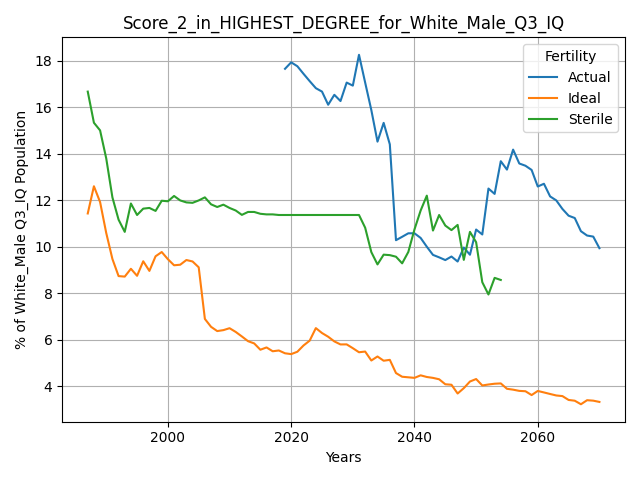 Score_2_in_HIGHEST_DEGREE_for_White_Male_Q3_IQ
Fertility
Actual
Ideal
Sterile
% of White_Male Q3_IQ Population
18
16
14
12
10
8
6
4
2000
2020
2040
2060
Years